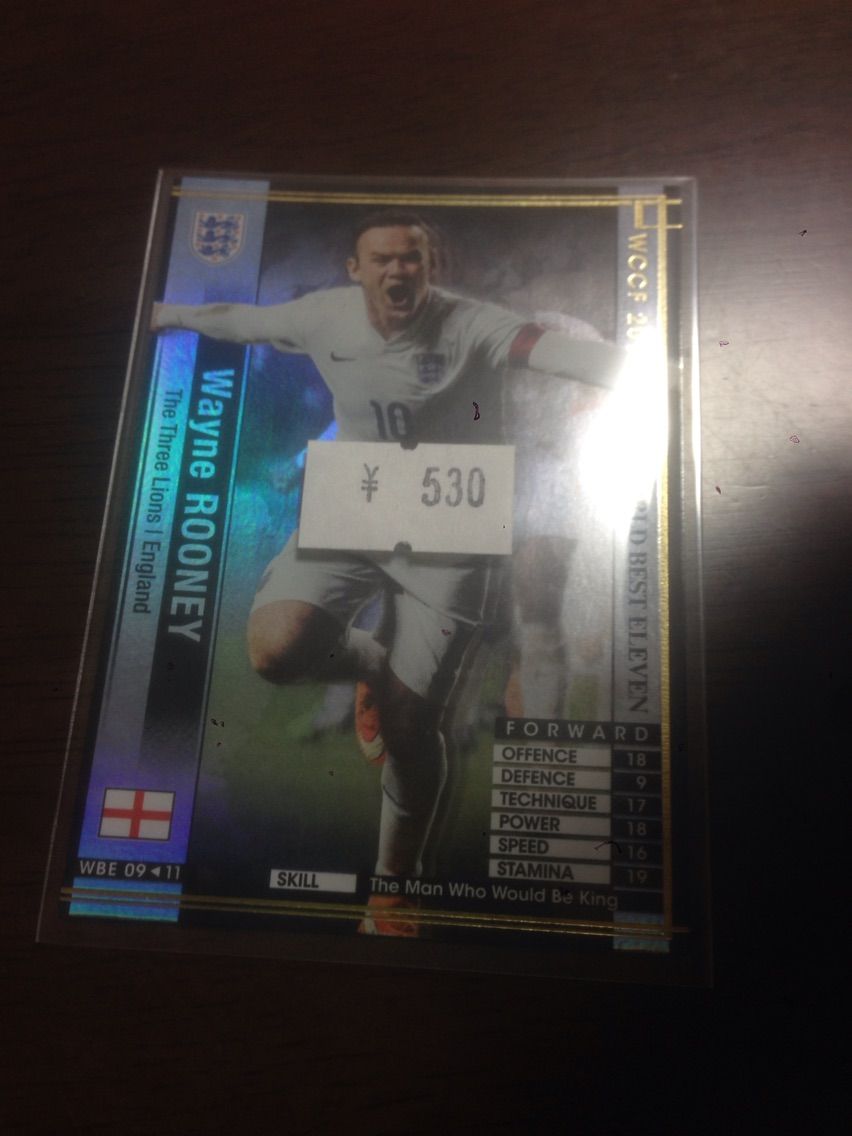 WCCF 20
BEST ELEVEN
Wayne ROONEY
The Three Lions | England
10
¥ 530
FORWARD
OFFENCE 18
DEFENCE 9
TECHNIQUE 17
POWER 18
SPEED 16
STAMINA 19
WBE 09◄11
SKILL The Man Who Would Be King